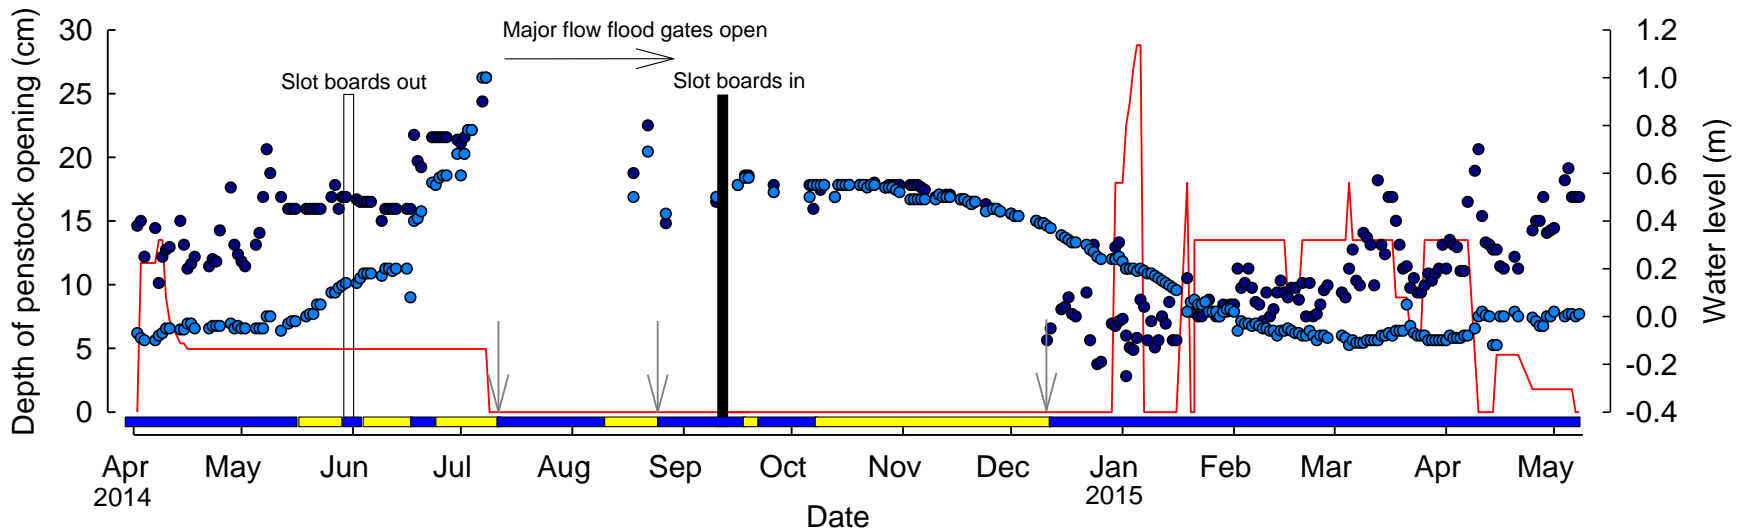 Major flow flood gates open
Slot boards out
Slot boards in
Depth of penstock opening (cm)
30
25
20
15
10
5
0
1.2
1.0
0.8
0.6
0.4
0.2
0.0
-0.2
-0.4
Water level (m)
Apr May Jun Jul Aug Sep Oct Nov Dec Jan Feb Mar Apr May
2014 2015
Date